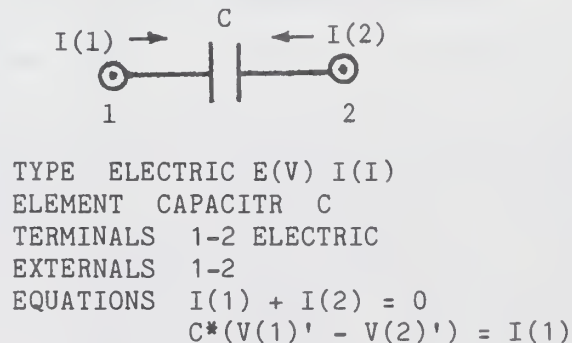 C
I(1) I(2)
1 2
TYPE ELECTRIC E(V) I(I)
ELEMENT CAPACITR C
TERMINALS 1-2 ELECTRIC
EXTERNALS 1-2
EQUATIONS I(1) + I(2) = 0
C*(V(1)' - V(2)') = I(1)